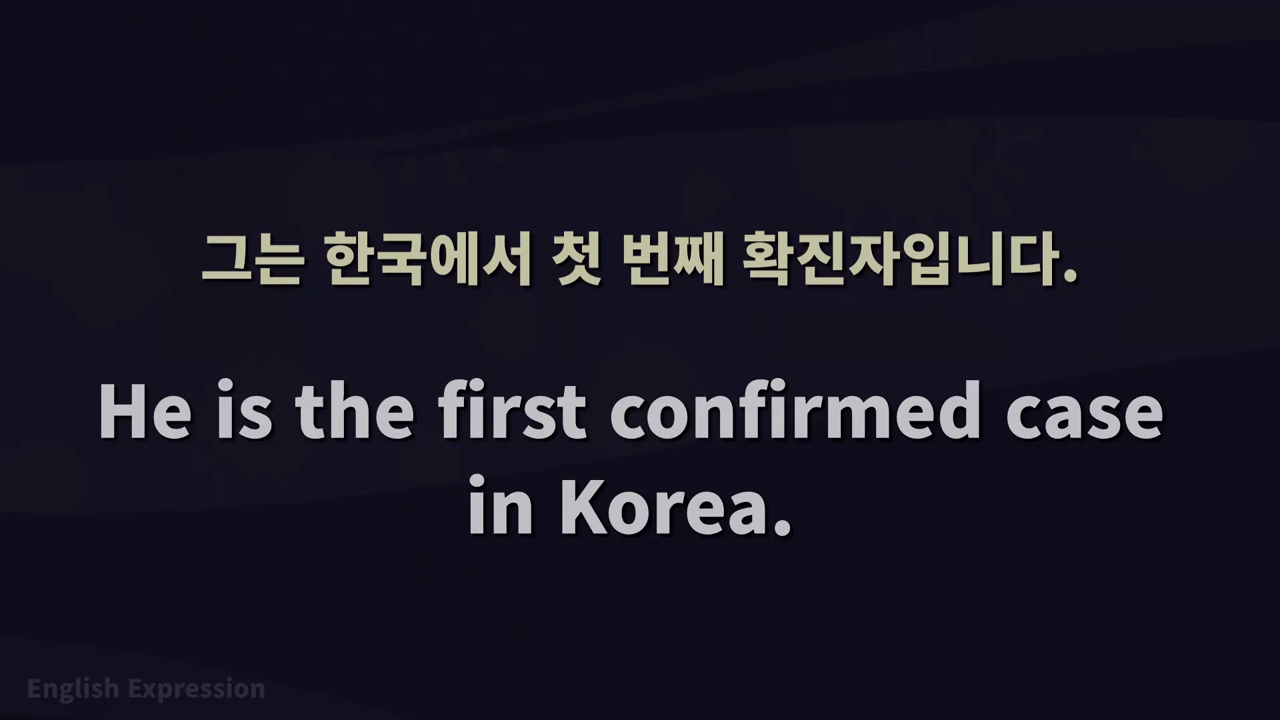 그는 한국에서 첫 번째 확진자입니다.
He is the first confirmed case
in Korea.
English Expression